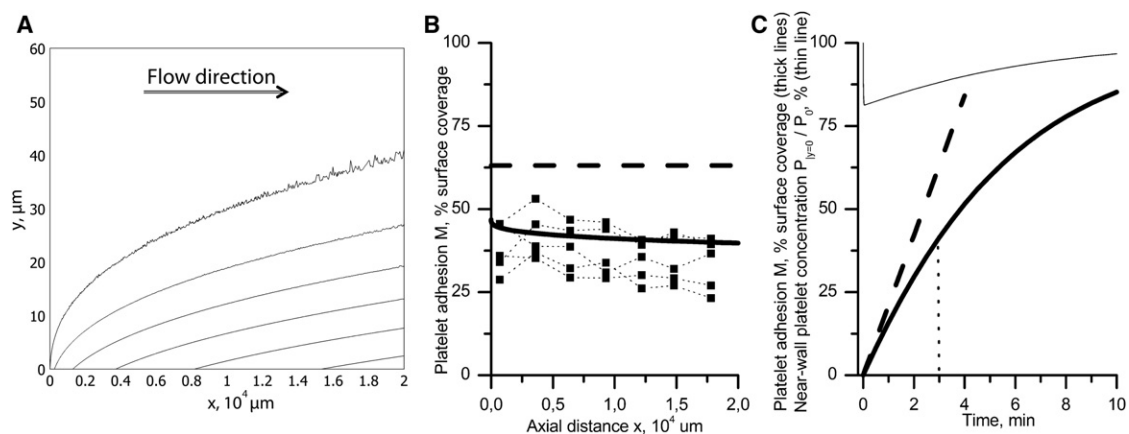 A
60
50
40
30
20
10
0
y, µm
Flow direction
0 0.2 0.4 0.6 0.8 1 1.2 1.4 1.6 1.8 2
x, 10⁴ µm
B
Platelet adhesion M, % surface coverage
100
75
50
25
0
0,0 0,5 1,0 1,5 2,0
Axial distance x, 10⁴ um
C
Platelet adhesion M, % surface coverage (thick lines)
Near-wall platelet concentration P|y=0 / P0, % (thin line)
100
75
50
25
0
0 2 4 6 8 10
Time, min